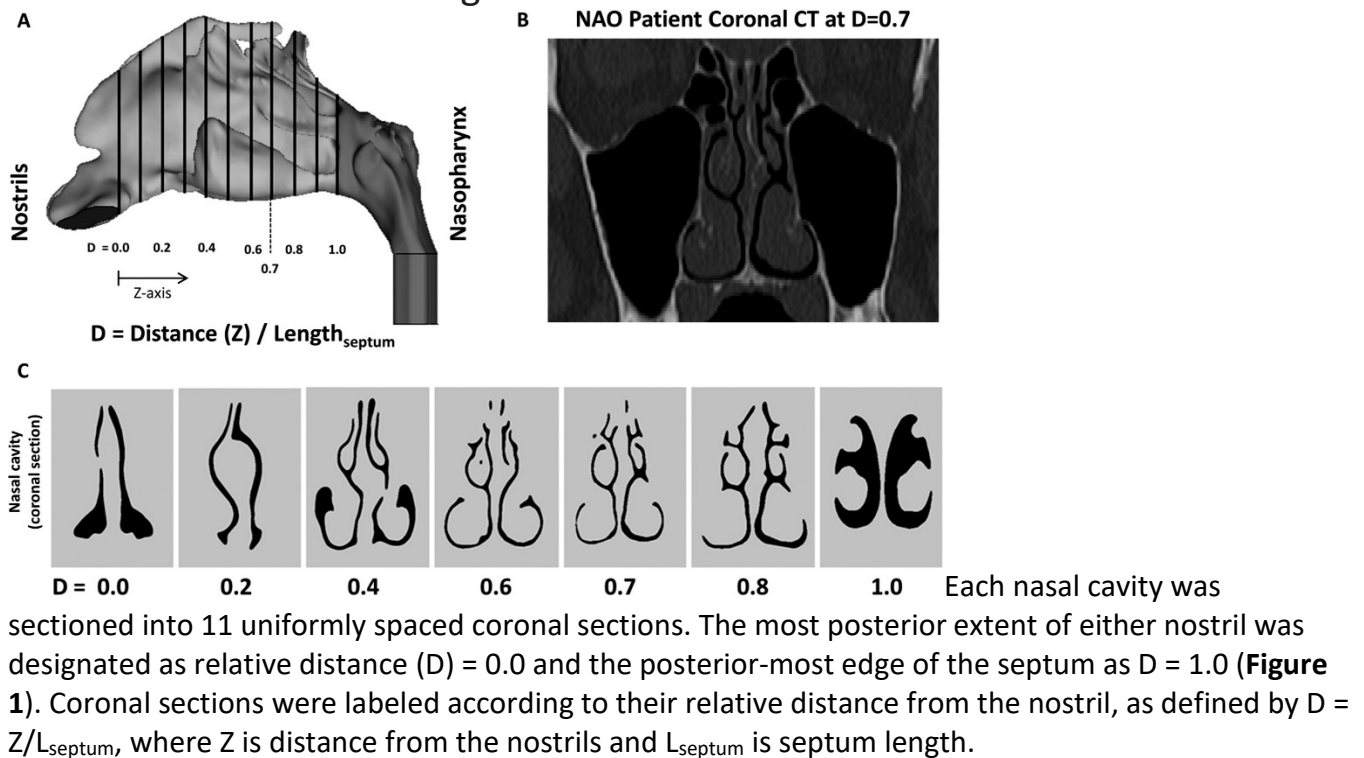 A
B
NAO Patient Coronal CT at D=0.7
Nostrils
Nasopharynx
D = 0.0 0.2 0.4 0.6 0.8 1.0
0.7
Z-axis
D = Distance (Z) / Lengthseptum
C
Nasal cavity
(coronal section)
D = 0.0 0.2 0.4 0.6 0.7 0.8 1.0 Each nasal cavity was
sectioned into 11 uniformly spaced coronal sections. The most posterior extent of either nostril was
designated as relative distance (D) = 0.0 and the posterior-most edge of the septum as D = 1.0 (Figure
1). Coronal sections were labeled according to their relative distance from the nostril, as defined by D =
Z/Lseptum, where Z is distance from the nostrils and Lseptum is septum length.